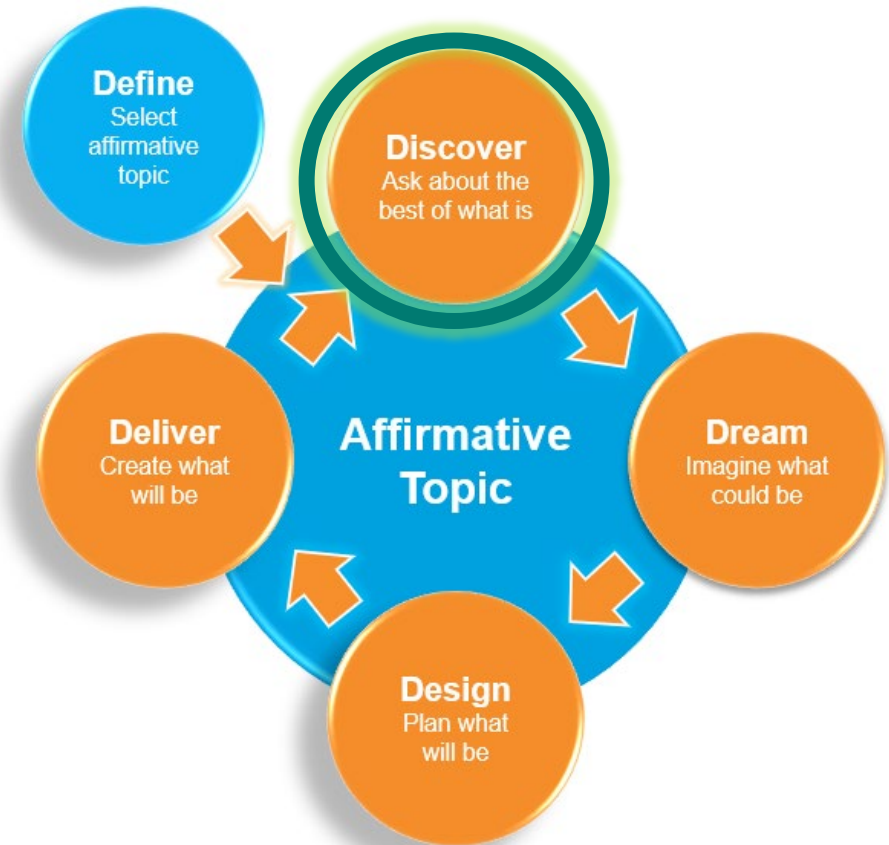 Define
Select
affirmative
topic
Discover
Ask about the
best of what is
Affirmative
Topic
Dream
Imagine what
could be
Design
Plan what
will be
Deliver
Create what
will be